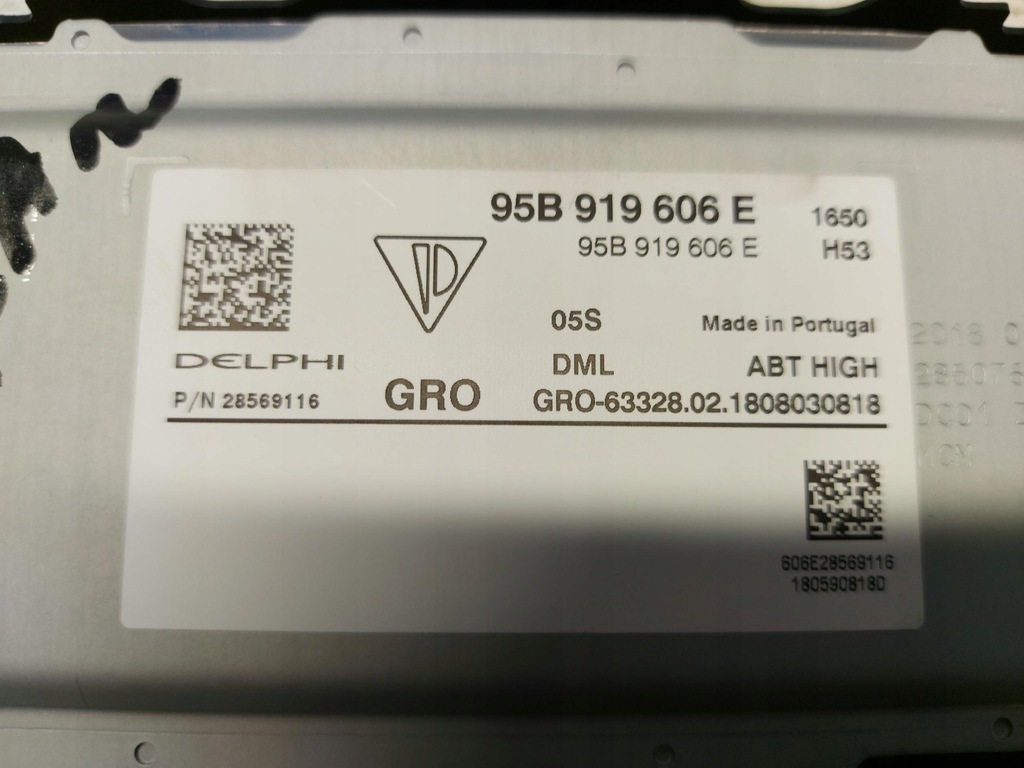 95B 919 606 E 1650
95B 919 606 E H53
05S Made in Portugal
DELPHI DML ABT HIGH
P/N 28569116 GRO GRO-63328.02.1808030818
606E28569116
1805908180
2018